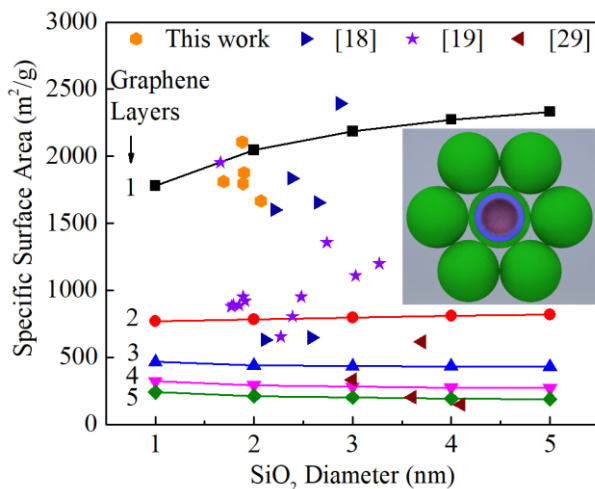 3000
2500
2000
1500
1000
500
0
Specific Surface Area (m²/g)
This work [18] [19] [29]
Graphene
Layers
1
2
3
4
5
1 2 3 4 5
SiO₂ Diameter (nm)